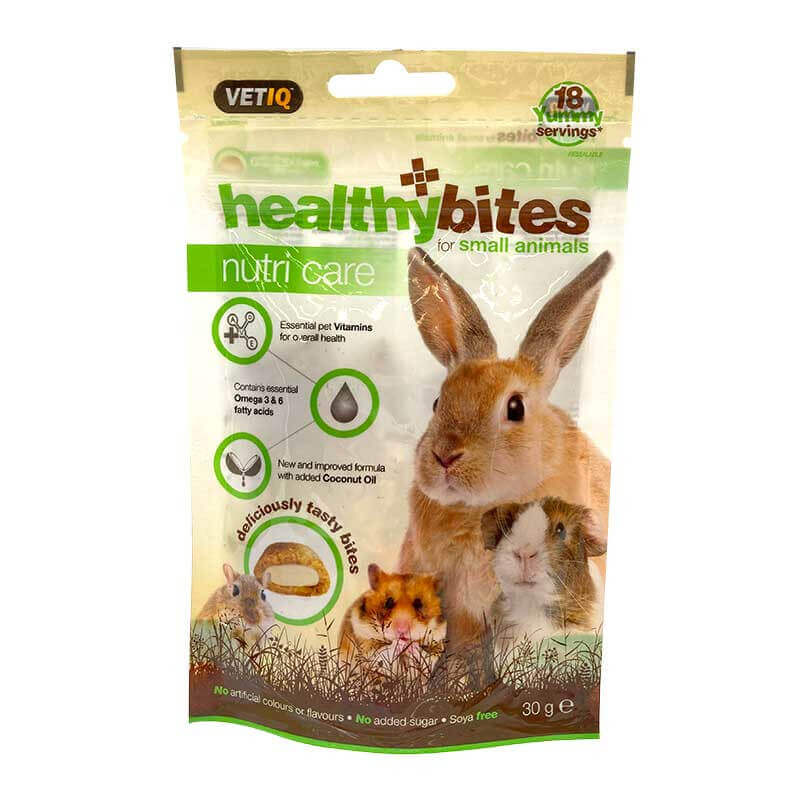 VETIQ
18
Yummy
servings*
RESEALABLE
healthybites
for small animals
nutri care
A D
V E
Essential pet Vitamins
for overall health
Contains essential
Omega 3 & 6
fatty acids
New and improved formula
with added Coconut Oil
deliciously tasty bites
No artificial colours or flavours • No added sugar • Soya free
30 g ℮